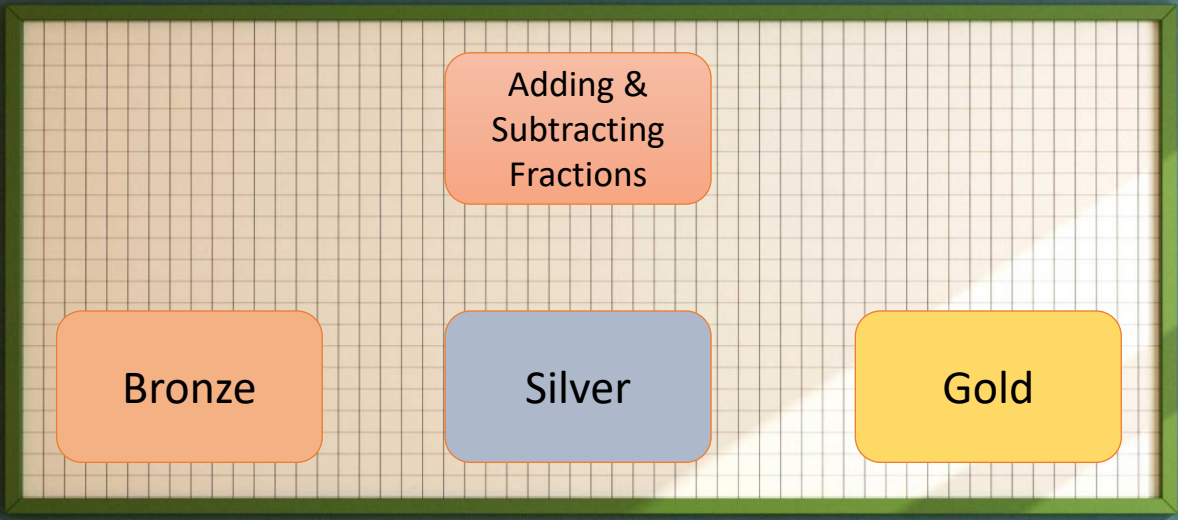 Adding &
Subtracting
Fractions
Bronze
Silver
Gold